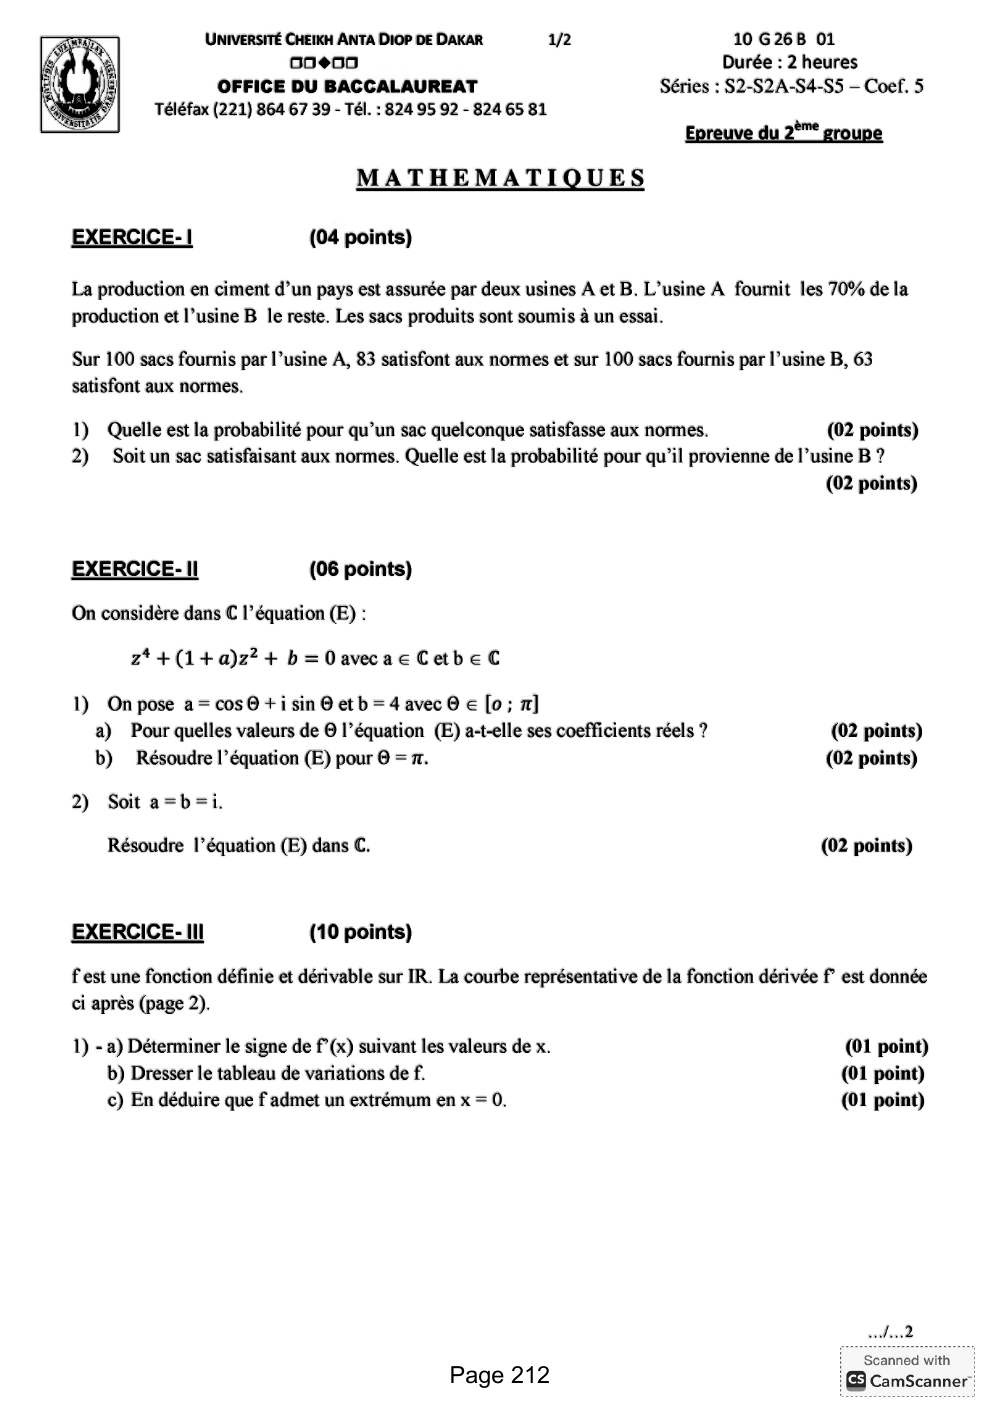 UNIVERSITÉ CHEIKH ANTA DIOP DE DAKAR 1/2 10 G 26 B 01
□□◆□□ Durée : 2 heures
OFFICE DU BACCALAUREAT Séries : S2-S2A-S4-S5 – Coef. 5
Téléfax (221) 864 67 39 - Tél. : 824 95 92 - 824 65 81
Epreuve du 2ème groupe
MATHEMATIQUES
EXERCICE- I (04 points)
La production en ciment d’un pays est assurée par deux usines A et B. L’usine A fournit les 70% de la
production et l’usine B le reste. Les sacs produits sont soumis à un essai.
Sur 100 sacs fournis par l’usine A, 83 satisfont aux normes et sur 100 sacs fournis par l’usine B, 63
satisfont aux normes.
1) Quelle est la probabilité pour qu’un sac quelconque satisfasse aux normes. (02 points)
2) Soit un sac satisfaisant aux normes. Quelle est la probabilité pour qu’il provienne de l’usine B ?
(02 points)
EXERCICE- II (06 points)
On considère dans ℂ l’équation (E) :
z⁴ + (1 + a)z² + b = 0 avec a ∈ ℂ et b ∈ ℂ
1) On pose a = cos Θ + i sin Θ et b = 4 avec Θ ∈ [o ; π]
a) Pour quelles valeurs de Θ l’équation (E) a-t-elle ses coefficients réels ? (02 points)
b) Résoudre l’équation (E) pour Θ = π. (02 points)
2) Soit a = b = i.
Résoudre l’équation (E) dans ℂ. (02 points)
EXERCICE- III (10 points)
f est une fonction définie et dérivable sur IR. La courbe représentative de la fonction dérivée f’ est donnée
ci après (page 2).
1) - a) Déterminer le signe de f’(x) suivant les valeurs de x. (01 point)
b) Dresser le tableau de variations de f. (01 point)
c) En déduire que f admet un extrémum en x = 0. (01 point)
.../...2
Page 212
Scanned with
CS CamScanner